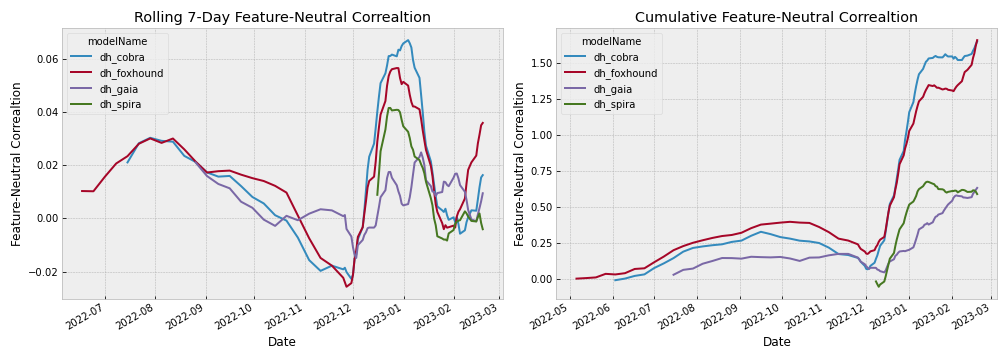 Rolling 7-Day Feature-Neutral Correaltion
Feature-Neutral Correaltion
0.06
0.04
0.02
0.00
−0.02
modelName
dh_cobra
dh_foxhound
dh_gaia
dh_spira
2022-07
2022-08
2022-09
2022-10
2022-11
2022-12
2023-01
2023-02
2023-03
Date
Cumulative Feature-Neutral Correaltion
Feature-Neutral Correaltion
1.50
1.25
1.00
0.75
0.50
0.25
0.00
modelName
dh_cobra
dh_foxhound
dh_gaia
dh_spira
2022-05
2022-06
2022-07
2022-08
2022-09
2022-10
2022-11
2022-12
2023-01
2023-02
2023-03
Date